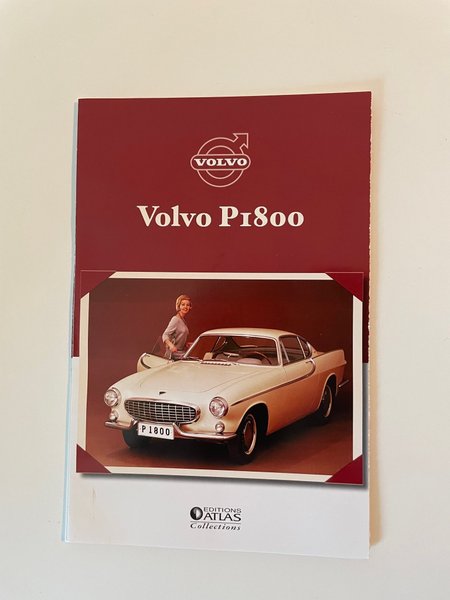 VOLVO
Volvo P1800
P 1800
EDITIONS
ATLAS
Collections